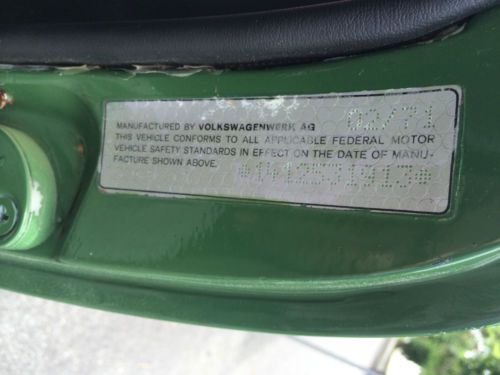 MANUFACTURED BY VOLKSWAGENWERK AG 02/71
THIS VEHICLE CONFORMS TO ALL APPLICABLE FEDERAL MOTOR
VEHICLE SAFETY STANDARDS IN EFFECT ON THE DATE OF MANU-
FACTURE SHOWN ABOVE.
*1412531913*